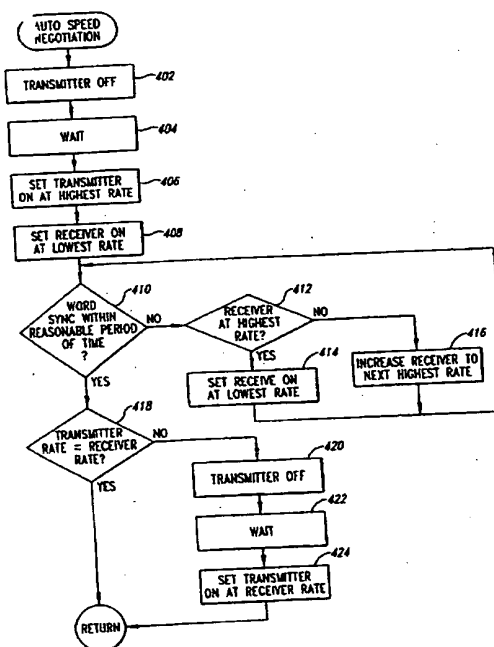 AUTO SPEED
NEGOTIATION
TRANSMITTER OFF
402
WAIT
404
SET TRANSMITTER
ON AT HIGHEST RATE
406
SET RECEIVER ON
AT LOWEST RATE
408
WORD
SYNC WITHIN
REASONABLE PERIOD
OF TIME
?
410
NO
YES
RECEIVER
AT HIGHEST
RATE?
412
NO
YES
414
SET RECEIVE ON
AT LOWEST RATE
416
INCREASE RECEIVER TO
NEXT HIGHEST RATE
418
TRANSMITTER
RATE = RECEIVER
RATE?
NO
YES
420
TRANSMITTER OFF
422
WAIT
424
SET TRANSMITTER
ON AT RECEIVER RATE
RETURN